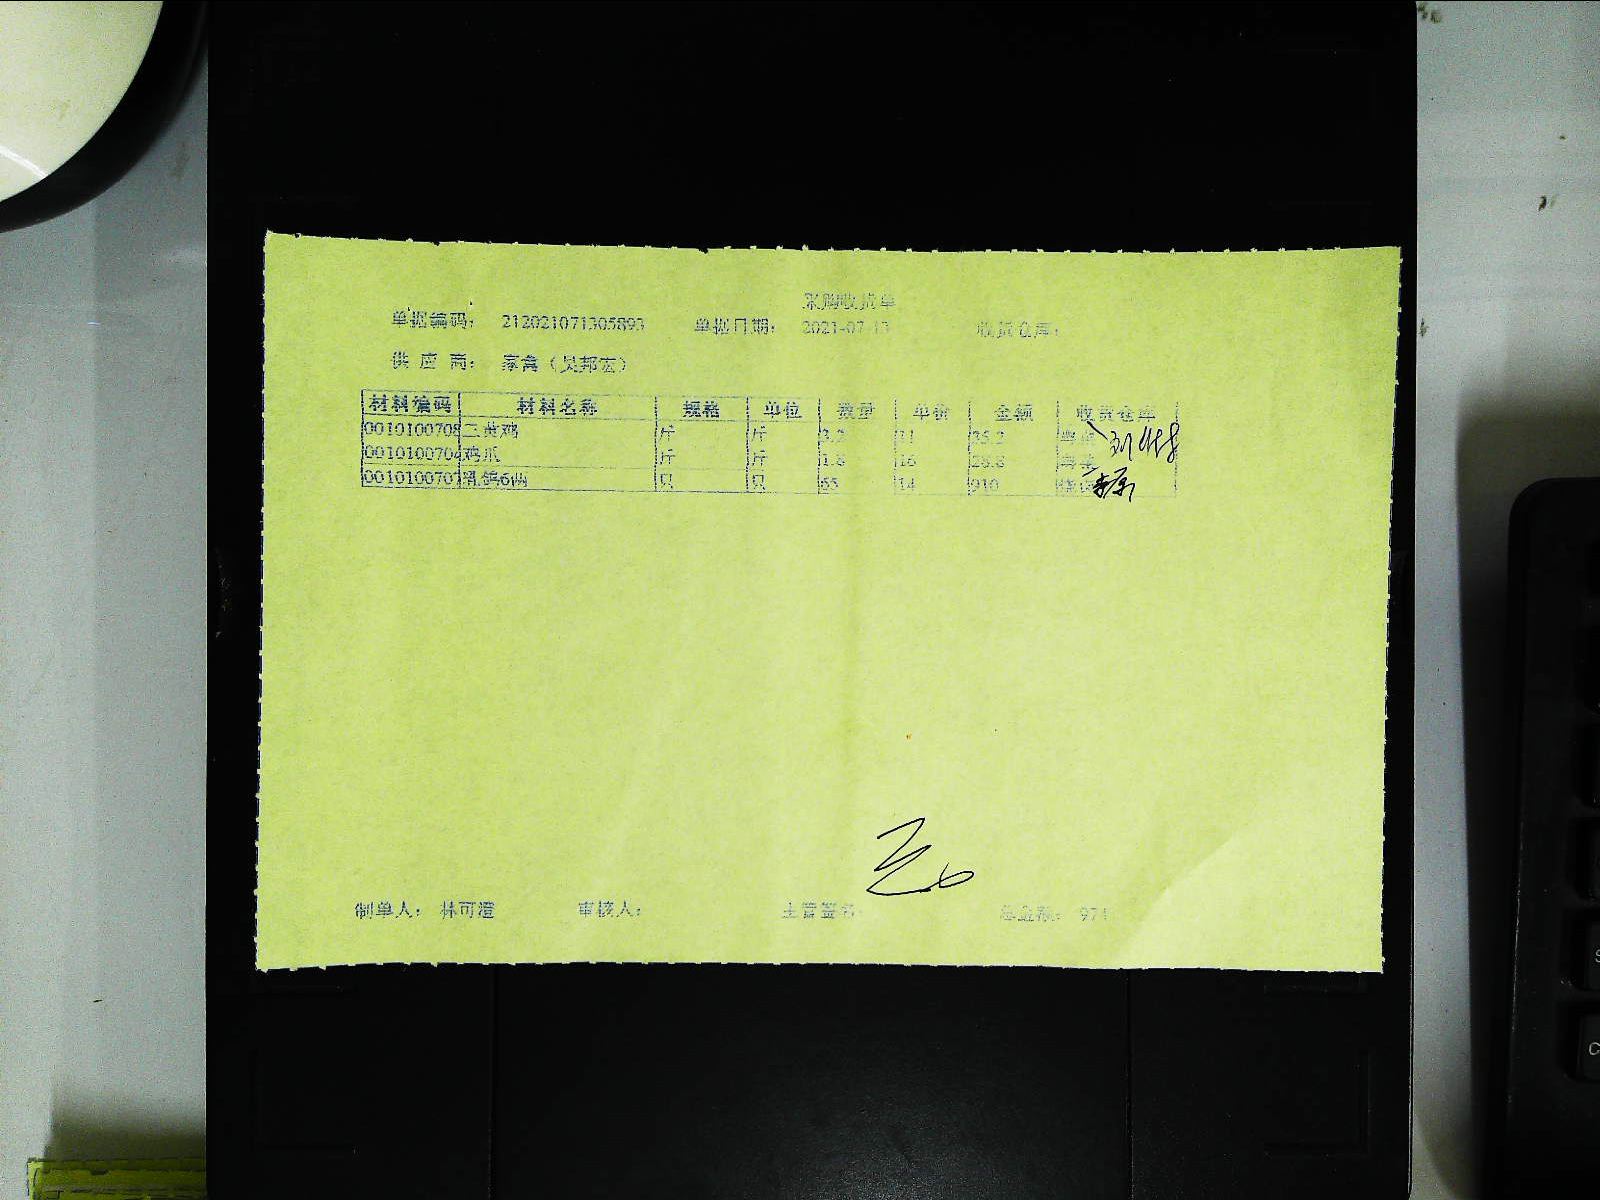 采购收货单
单据编码： 212021071305893 单据日期： 2021-07-13 收货仓库：
供 应 商： 家禽（吴邦宏）
材料编码 材料名称 规格 单位 数量 单价 金额 收货仓库
0010100708 三黄鸡 斤 斤 3.2 11 35.2
0010100704 鸡爪 斤 斤 1.8 16 28.8
0010100707 乳鸽6两 只 只 65 14 910 烧
制单人： 林可澄 审核人： 主管签名： 总金额： 974